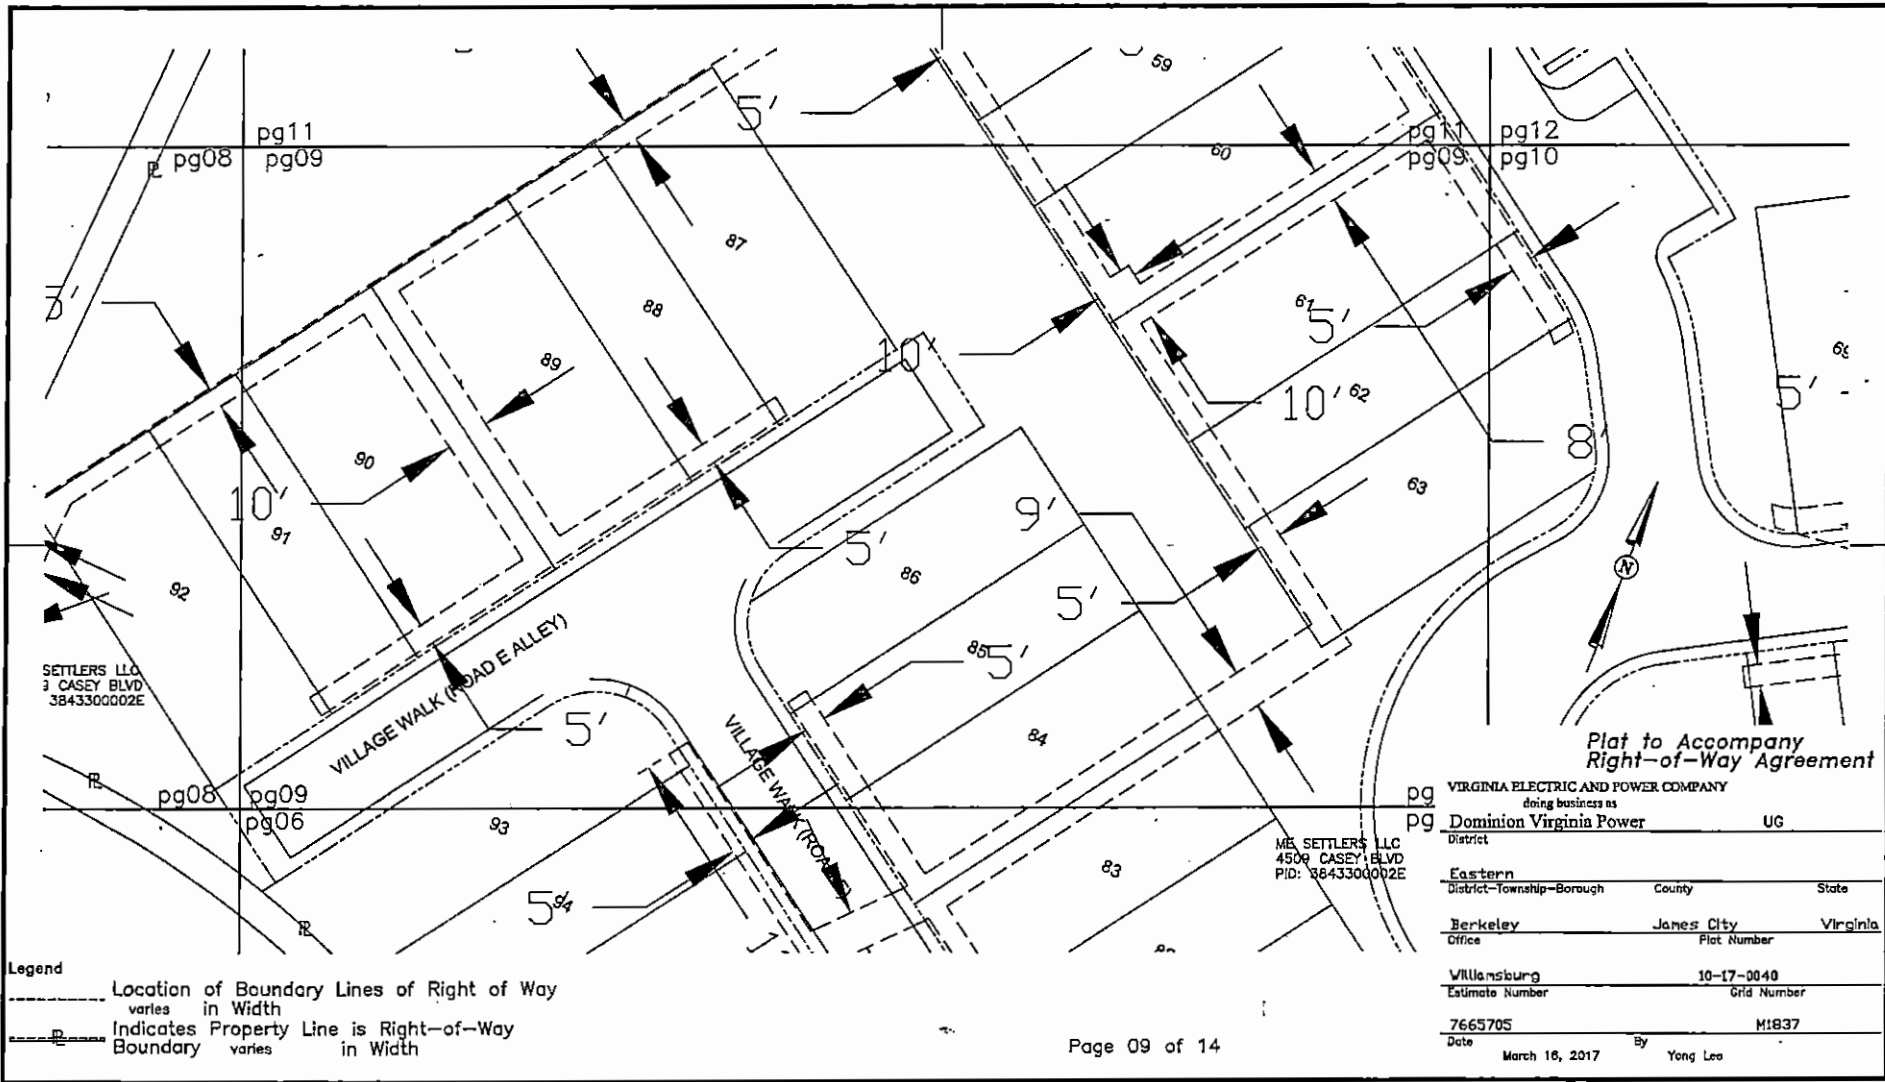 59
5'
pg11
pg11
pg12
pg08
pg09
pg09
pg10
60
87
61
5'
88
10'
69
89
5'
10'
62
8'
90
10'
63
91
9'
5'
86
92
5'
85
5'
SETTLERS LLC
CASEY BLVD
3843300002E
VILLAGE WALK (ROAD E ALLEY)
5'
VILLAGE WALK (ROAD
84
N
pg08
pg09
pg06
93
pg
pg
ME SETTLERS LLC
4509 CASEY BLVD
PID: 3843300002E
83
5'
94
Plat to Accompany
Right-of-Way Agreement
VIRGINIA ELECTRIC AND POWER COMPANY
doing business as
Dominion Virginia Power UG
District
Eastern
District-Township-Borough County State
Berkeley James City Virginia
Office Plat Number
Williamsburg 10-17-0040
Estimate Number Grid Number
7665705 M1837
Date By
March 16, 2017 Yong Lee
Legend
Location of Boundary Lines of Right of Way
varies in Width
Indicates Property Line is Right-of-Way
Boundary varies in Width
Page 09 of 14